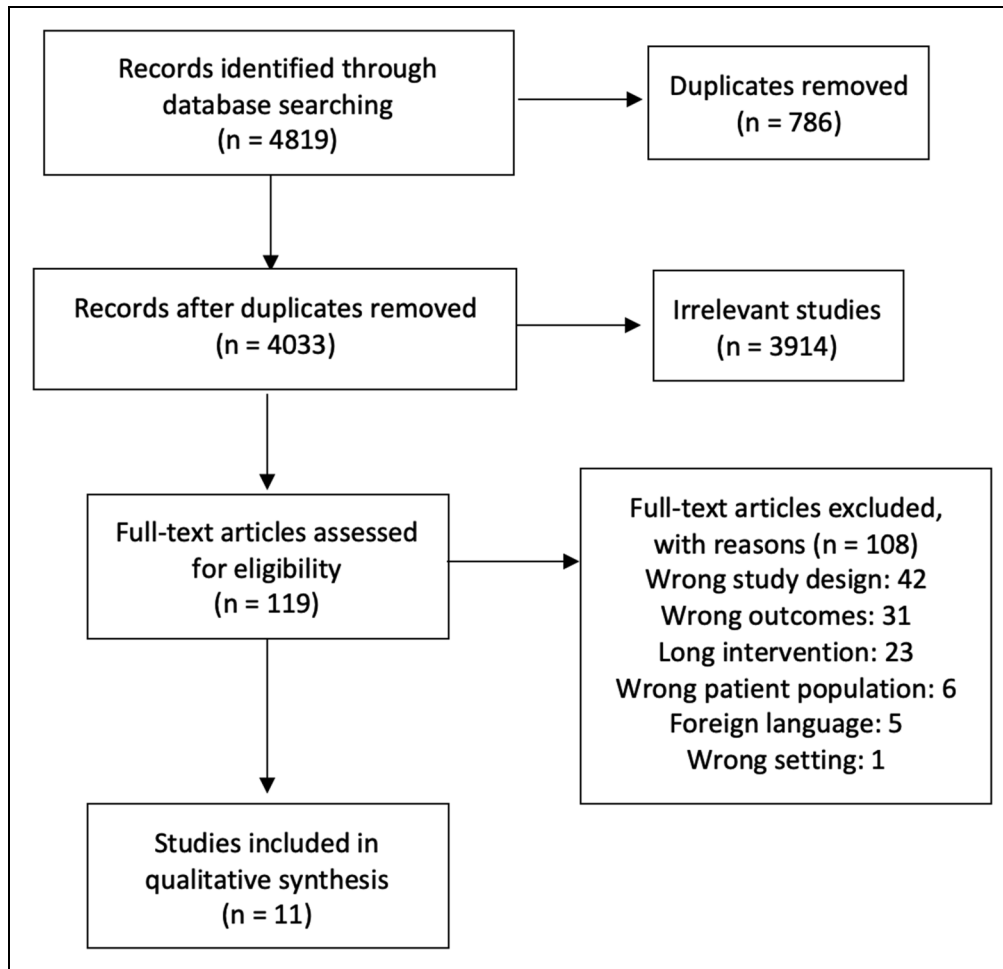 Records identified through
database searching
(n = 4819)
Duplicates removed
(n = 786)
Records after duplicates removed
(n = 4033)
Irrelevant studies
(n = 3914)
Full-text articles assessed
for eligibility
(n = 119)
Full-text articles excluded,
with reasons (n = 108)
Wrong study design: 42
Wrong outcomes: 31
Long intervention: 23
Wrong patient population: 6
Foreign language: 5
Wrong setting: 1
Studies included in
qualitative synthesis
(n = 11)